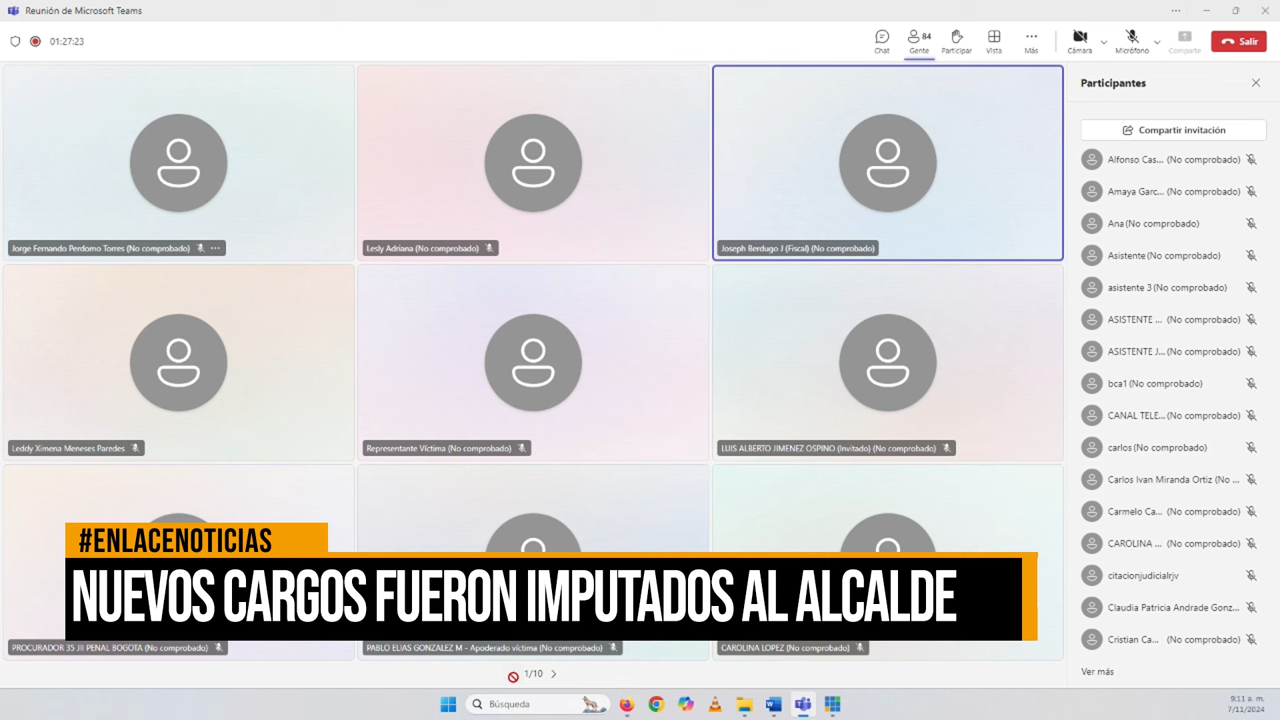 Reunión de Microsoft Teams
01:27:23
Chat
84
Gente
Participar
Vista
Más
Cámara
Micrófono
Compartir
Salir
Jorge Fernando Perdomo Torres (No comprobado)
Lesly Adriana (No comprobado)
Joseph Berdugo J (Fiscal) (No comprobado)
Leddy Ximena Meneses Paredes
Representante Víctima (No comprobado)
LUIS ALBERTO JIMENEZ OSPINO (Invitado) (No comprobado)
#ENLACENOTICIAS
NUEVOS CARGOS FUERON IMPUTADOS AL ALCALDE
PROCURADOR 35 JII PENAL BOGOTA (No comprobado)
PABLO ELIAS GONZALEZ M - Apoderado víctima (No comprobado)
CAROLINA LOPEZ (No comprobado)
1/10
Participantes
Compartir invitación
Alfonso Cas... (No comprobado)
Amaya Garc... (No comprobado)
Ana (No comprobado)
Asistente (No comprobado)
asistente 3 (No comprobado)
ASISTENTE ... (No comprobado)
ASISTENTE J... (No comprobado)
bca1 (No comprobado)
CANAL TELE... (No comprobado)
carlos (No comprobado)
Carlos Ivan Miranda Ortiz (No ...
Carmelo Ca... (No comprobado)
CAROLINA ... (No comprobado)
citacionjudicialrjv
Claudia Patricia Andrade Gonz...
Cristian Ca... (No comprobado)
Ver más
Búsqueda
9:11 a. m.
7/11/2024